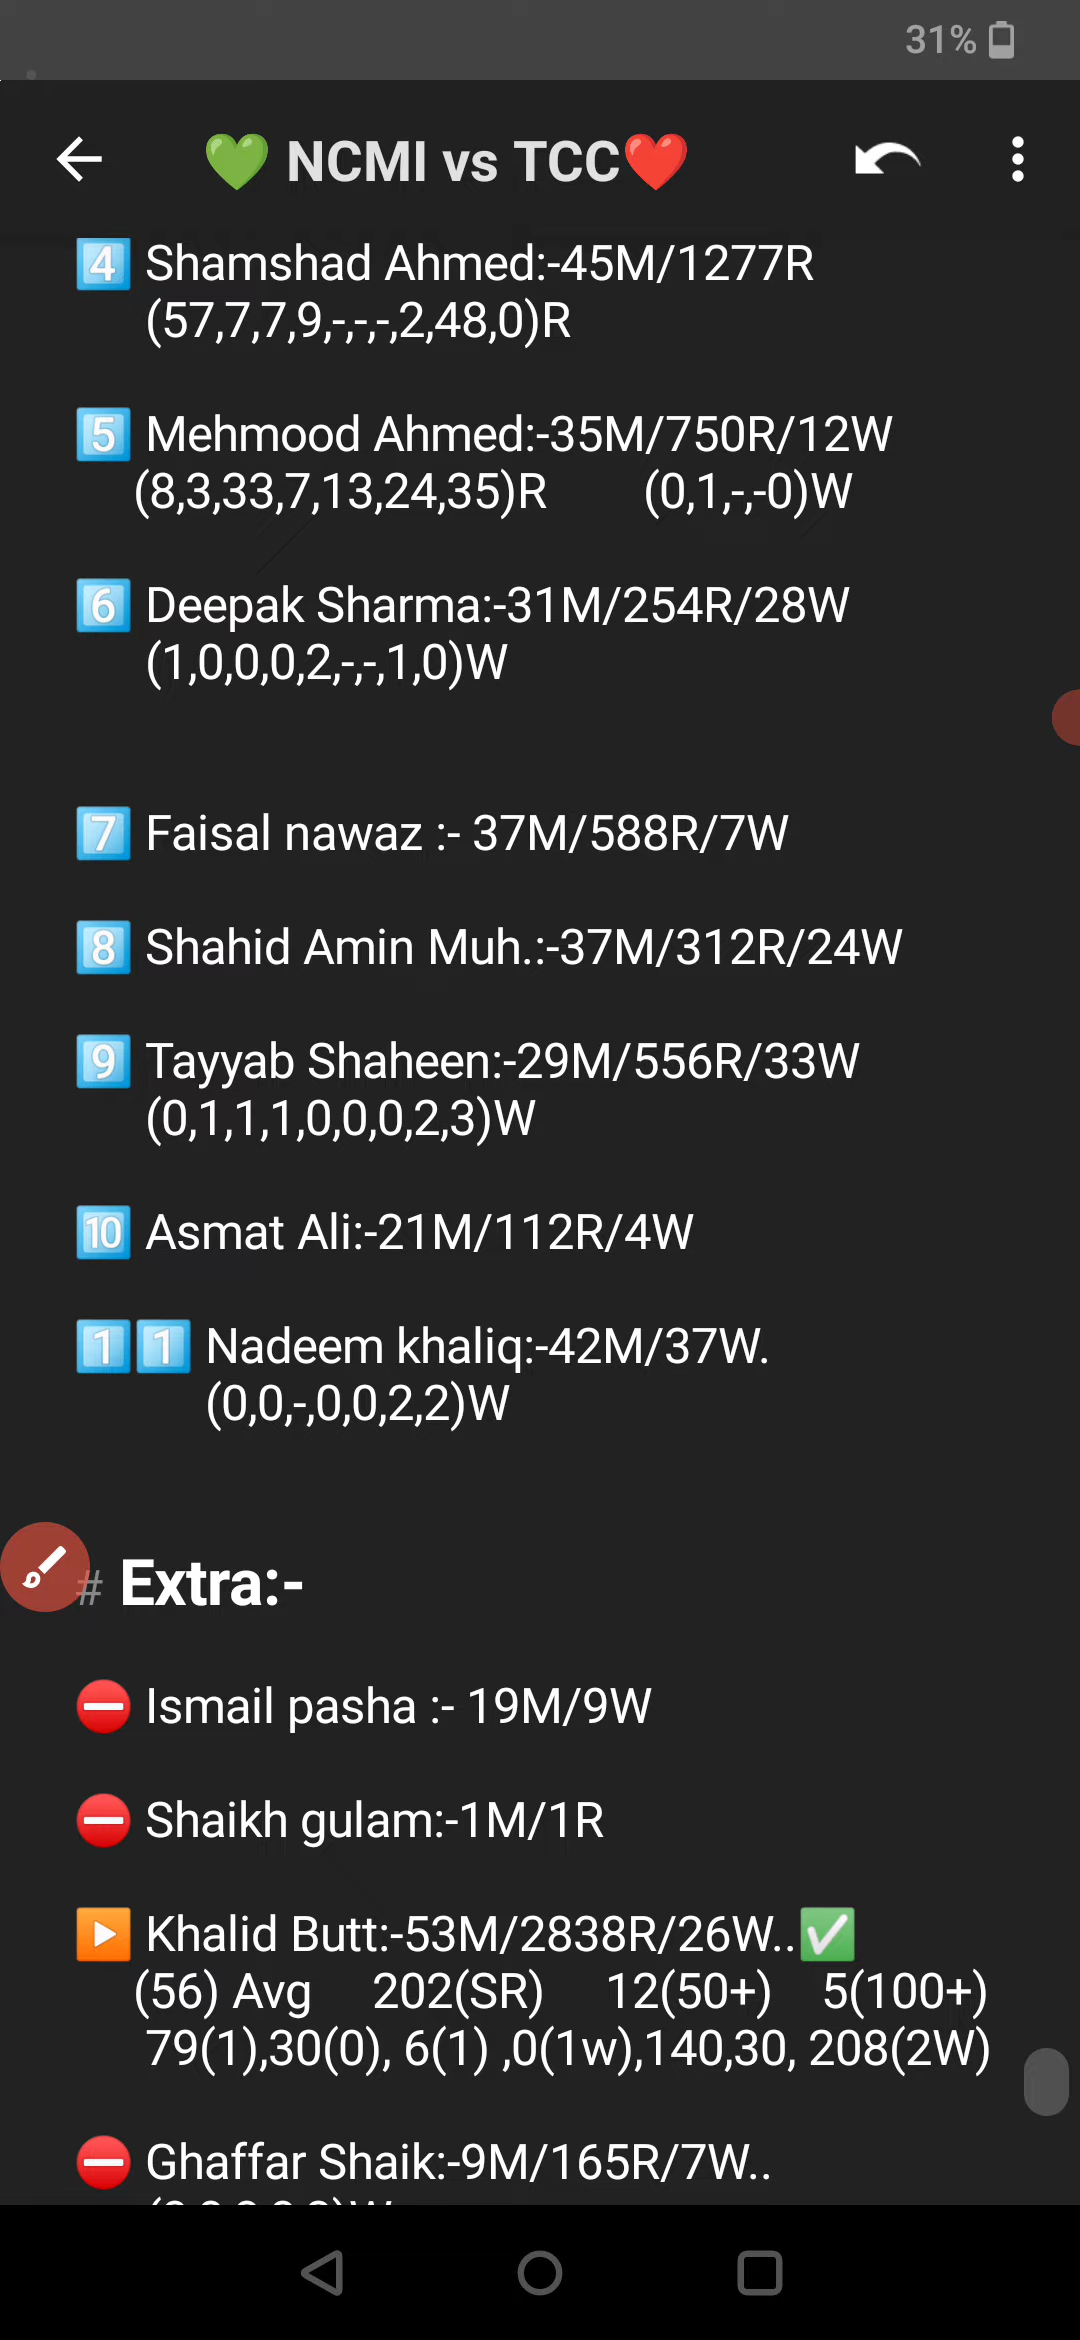 31%
💚 NCMI vs TCC❤️
4️⃣ Shamshad Ahmed:-45M/1277R
(57,7,7,9,-,-,-,2,48,0)R
5️⃣ Mehmood Ahmed:-35M/750R/12W
(8,3,33,7,13,24,35)R (0,1,-,-0)W
6️⃣ Deepak Sharma:-31M/254R/28W
(1,0,0,0,2,-,-,1,0)W
7️⃣ Faisal nawaz :- 37M/588R/7W
8️⃣ Shahid Amin Muh.:-37M/312R/24W
9️⃣ Tayyab Shaheen:-29M/556R/33W
(0,1,1,1,0,0,0,2,3)W
🔟 Asmat Ali:-21M/112R/4W
1️⃣1️⃣ Nadeem khaliq:-42M/37W.
(0,0,-,0,0,2,2)W
# Extra:-
⛔ Ismail pasha :- 19M/9W
⛔ Shaikh gulam:-1M/1R
▶️ Khalid Butt:-53M/2838R/26W..✅
(56) Avg 202(SR) 12(50+) 5(100+)
79(1),30(0), 6(1) ,0(1w),140,30, 208(2W)
⛔ Ghaffar Shaik:-9M/165R/7W..